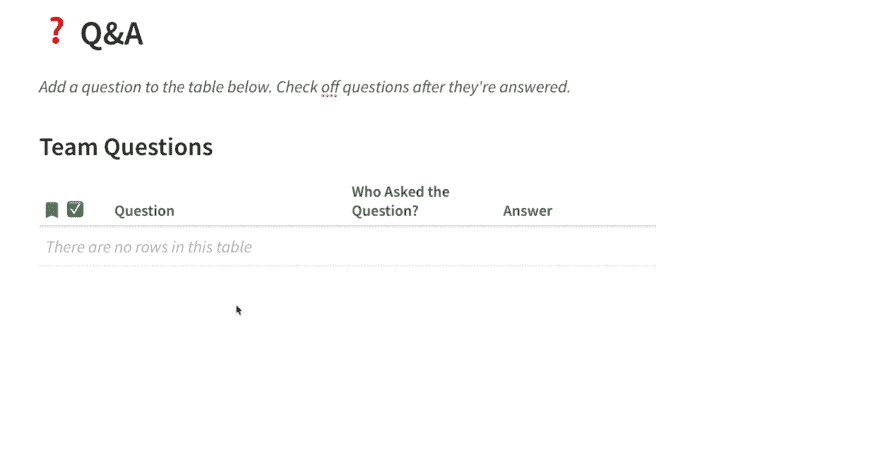 ❓ Q&A
Add a question to the table below. Check off questions after they're answered.
Team Questions
Question
Who Asked the
Question?
Answer
There are no rows in this table